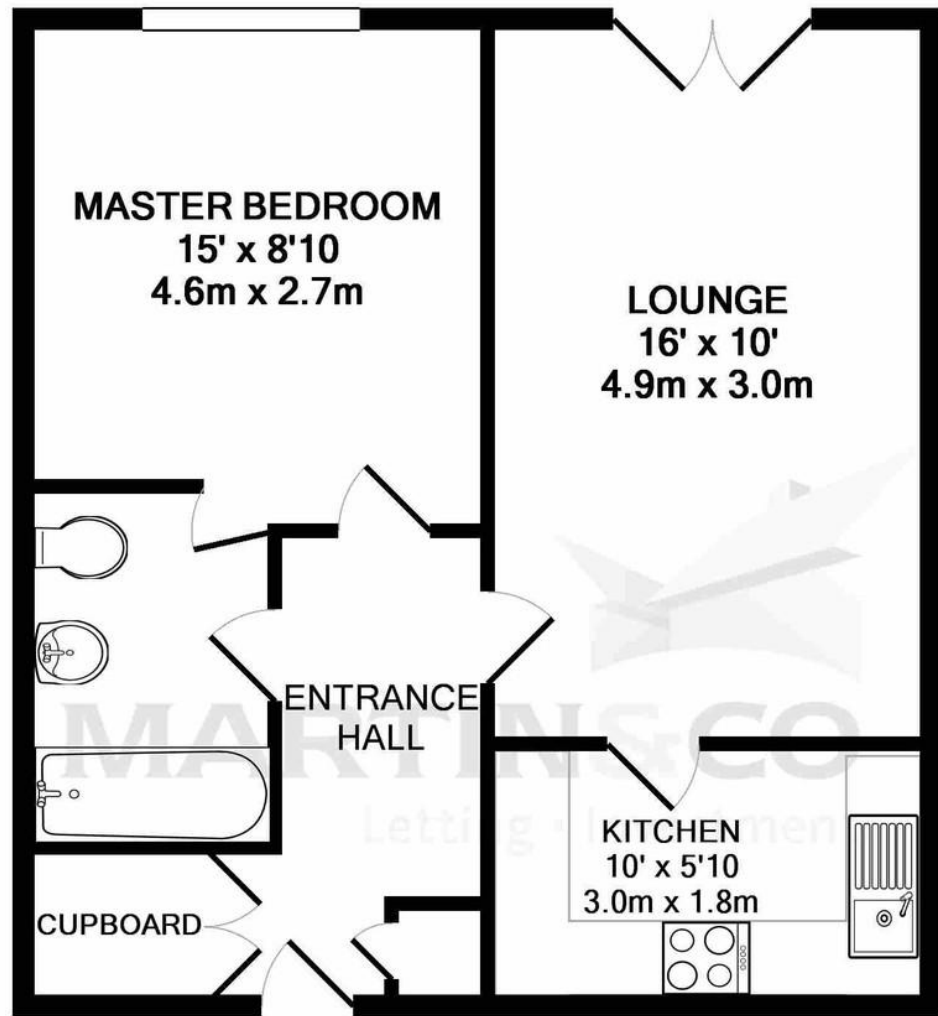 MASTER BEDROOM
15' x 8'10
4.6m x 2.7m
LOUNGE
16' x 10'
4.9m x 3.0m
ENTRANCE
HALL
MARTIN&CO
Letting
KITCHEN
10' x 5'10
3.0m x 1.8m
CUPBOARD